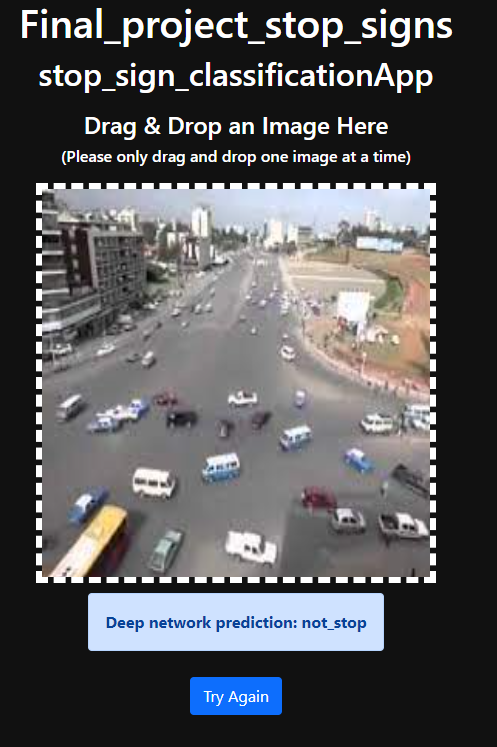 Final_project_stop_signs
stop_sign_classificationApp
Drag & Drop an Image Here
(Please only drag and drop one image at a time)
Deep network prediction: not_stop
Try Again